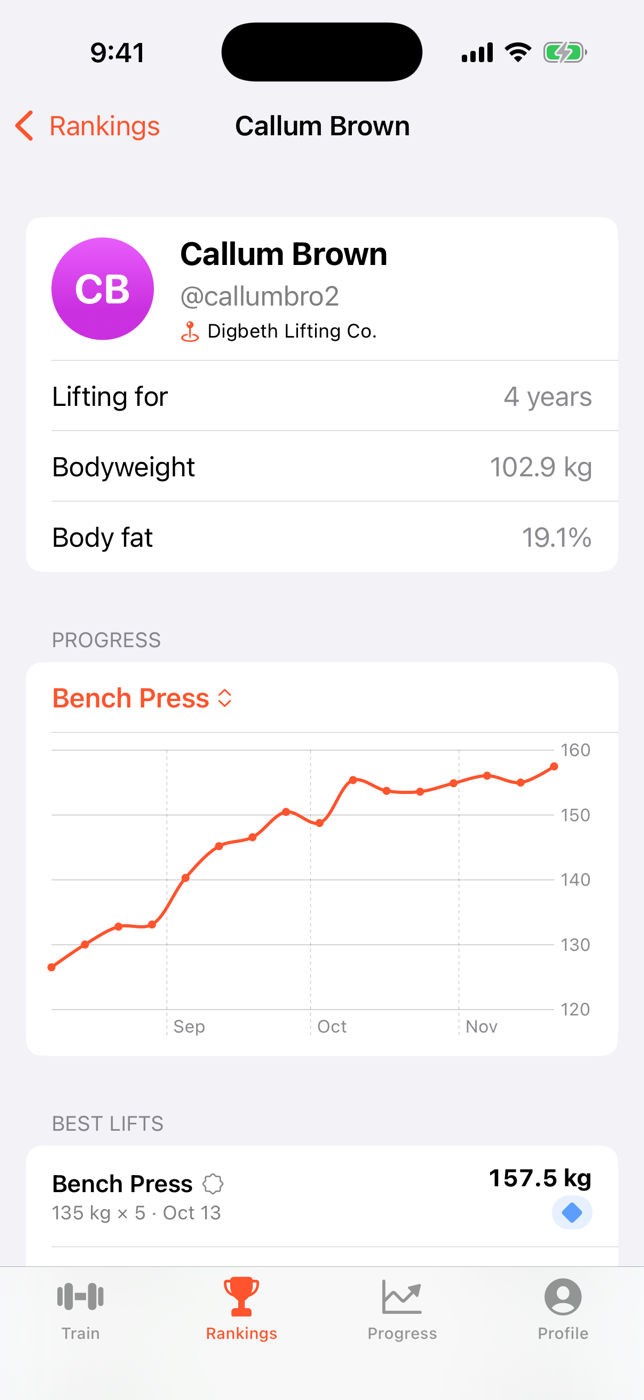 9:41
Rankings
Callum Brown
CB
Callum Brown
@callumbro2
Digbeth Lifting Co.
Lifting for
4 years
Bodyweight
102.9 kg
Body fat
19.1%
PROGRESS
Bench Press
160
150
140
130
120
Sep
Oct
Nov
BEST LIFTS
Bench Press
157.5 kg
135 kg × 5 · Oct 13
Train
Rankings
Progress
Profile